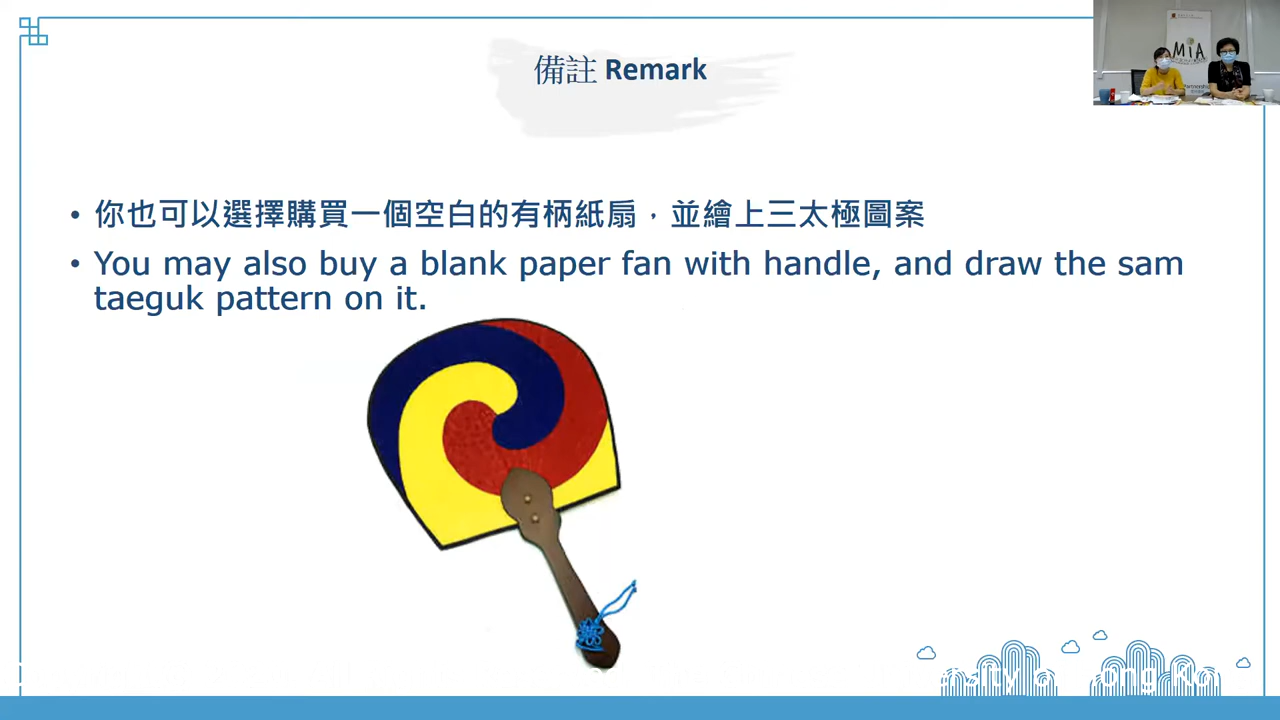 備註 Remark
MiA
Partnership
• 你也可以選擇購買一個空白的有柄紙扇，並繪上三太極圖案
• You may also buy a blank paper fan with handle, and draw the sam
taeguk pattern on it.